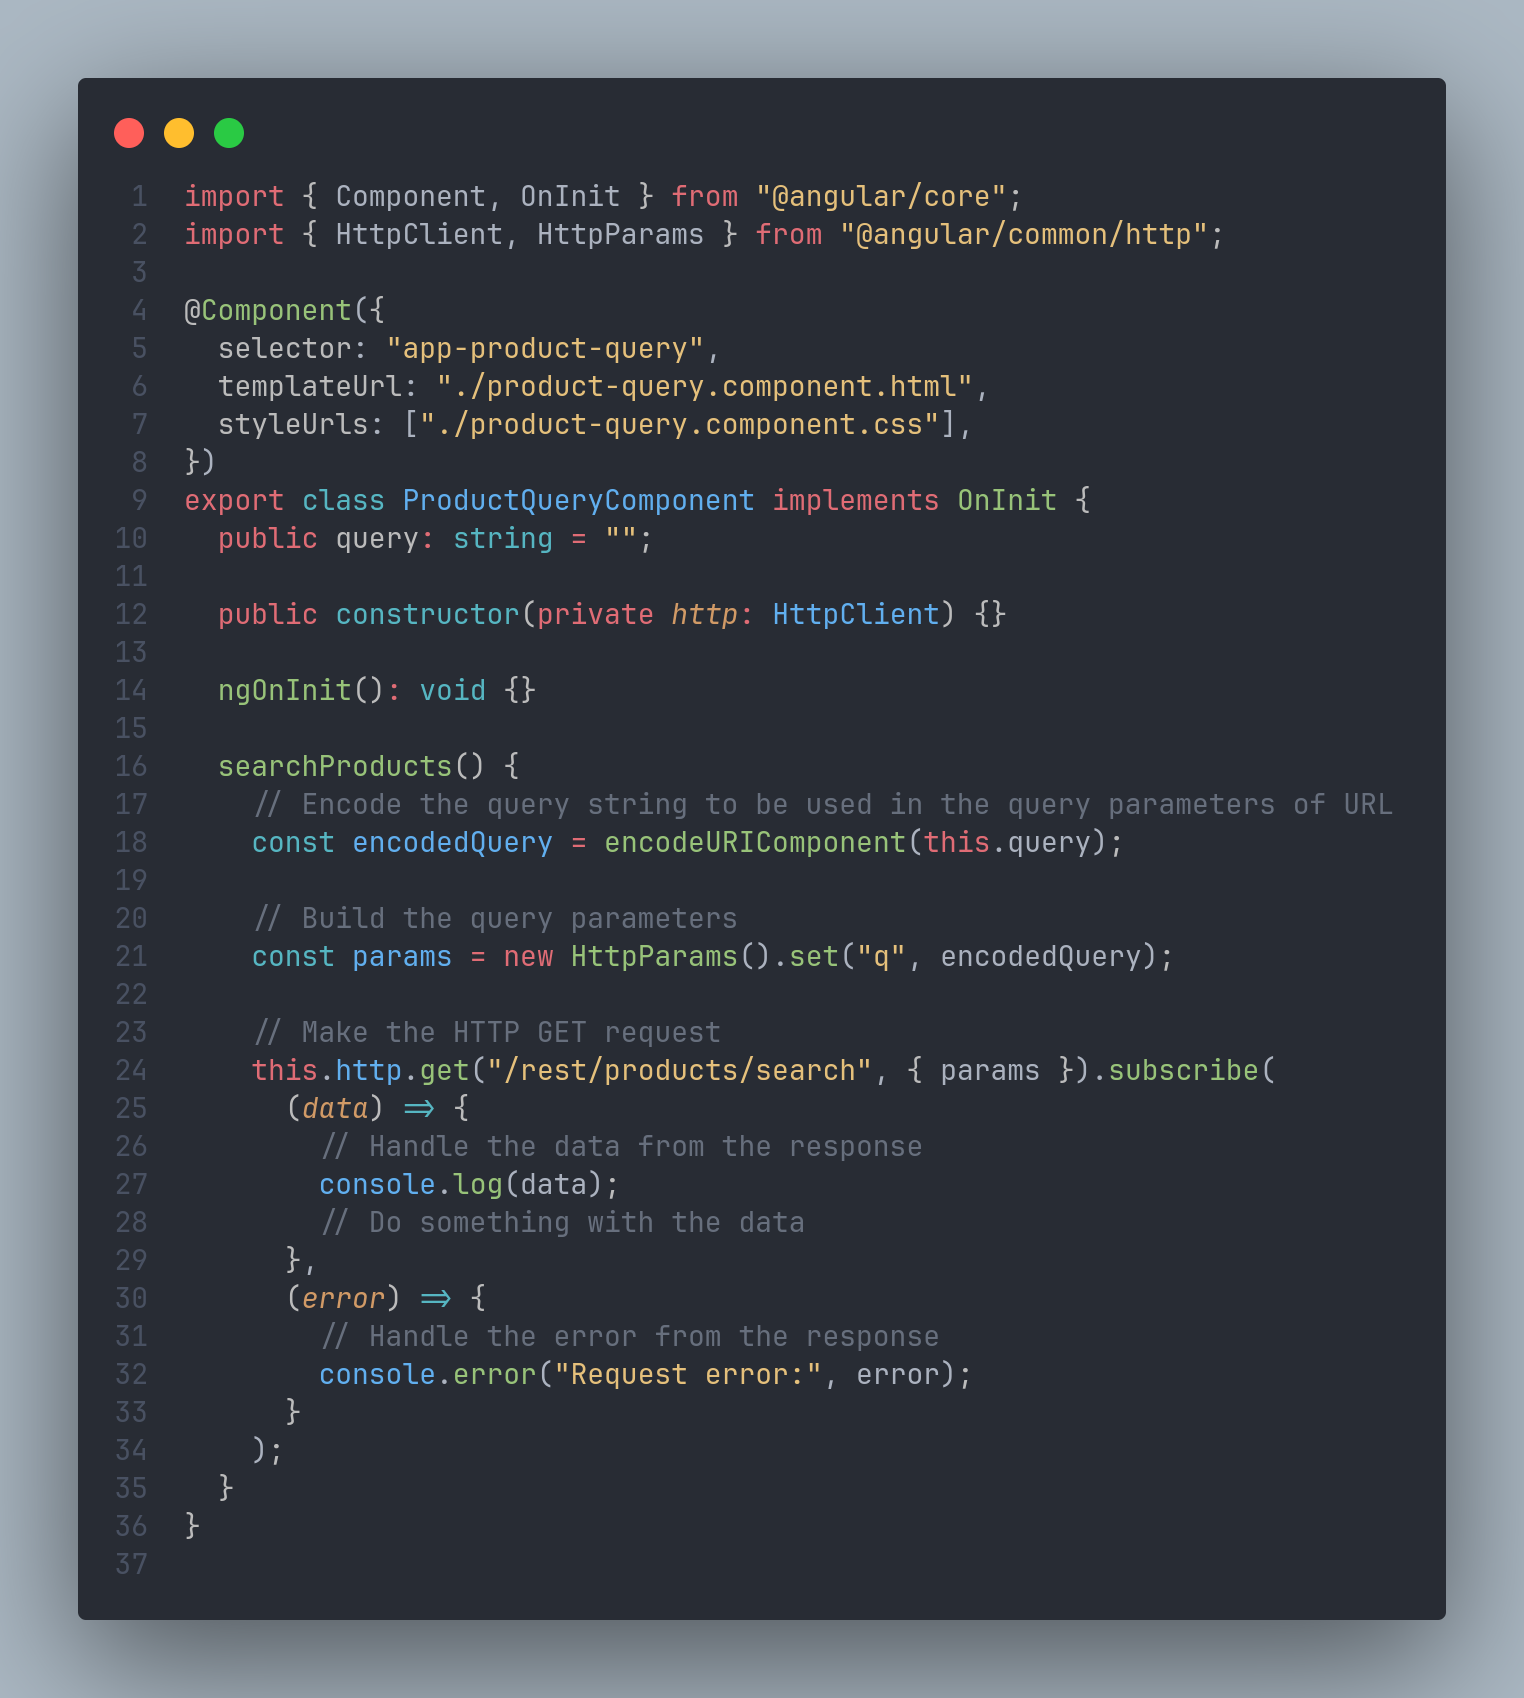 1 import { Component, OnInit } from "@angular/core";
2 import { HttpClient, HttpParams } from "@angular/common/http";
3
4 @Component({
5   selector: "app-product-query",
6   templateUrl: "./product-query.component.html",
7   styleUrls: ["./product-query.component.css"],
8 })
9 export class ProductQueryComponent implements OnInit {
10   public query: string = "";
11
12   public constructor(private http: HttpClient) {}
13
14   ngOnInit(): void {}
15
16   searchProducts() {
17     // Encode the query string to be used in the query parameters of URL
18     const encodedQuery = encodeURIComponent(this.query);
19
20     // Build the query parameters
21     const params = new HttpParams().set("q", encodedQuery);
22
23     // Make the HTTP GET request
24     this.http.get("/rest/products/search", { params }).subscribe(
25       (data) => {
26         // Handle the data from the response
27         console.log(data);
28         // Do something with the data
29       },
30       (error) => {
31         // Handle the error from the response
32         console.error("Request error:", error);
33       }
34     );
35   }
36 }
37